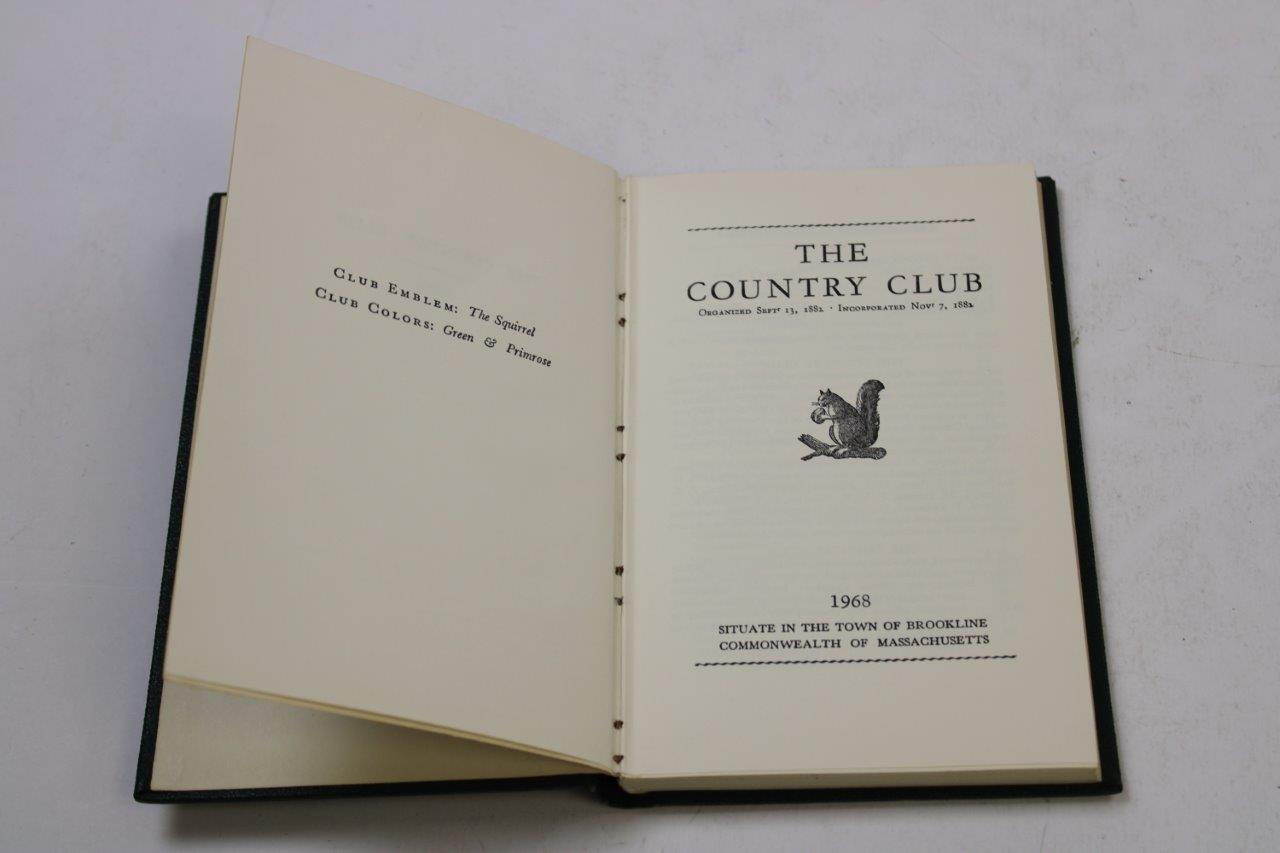 CLUB EMBLEM: The Squirrel
CLUB COLORS: Green & Primrose
THE
COUNTRY CLUB
ORGANIZED SEPTr 13, 1882 · INCORPORATED NOVr 7, 1882
1968
SITUATE IN THE TOWN OF BROOKLINE
COMMONWEALTH OF MASSACHUSETTS